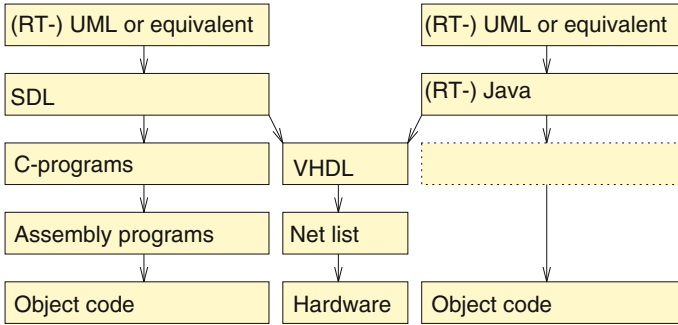 (RT-) UML or equivalent
(RT-) UML or equivalent
SDL
(RT-) Java
C-programs
VHDL
Assembly programs
Net list
Object code
Hardware
Object code